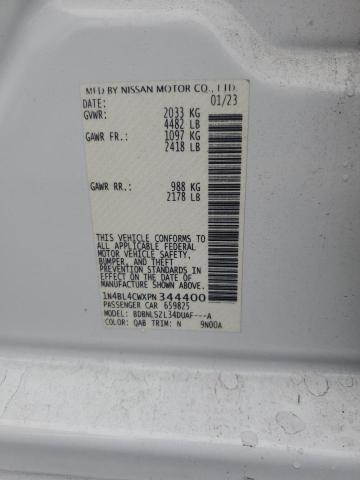 MFD BY NISSAN MOTOR CO., LTD.
DATE: 01/23
GVWR: 2033 KG
4482 LB
GAWR FR.: 1097 KG
2418 LB
GAWR RR.: 988 KG
2178 LB
THIS VEHICLE CONFORMS TO ALL
APPLICABLE FEDERAL
MOTOR VEHICLE SAFETY,
BUMPER, AND THEFT
PREVENTION STANDARDS
IN EFFECT ON THE DATE OF
MANUFACTURE SHOWN
ABOVE.
1N4BL4CWXPN344400
PASSENGER CAR 659825
MODEL: BDBNLSZL34DUAF---A
COLOR: QAB TRIM: N 9N00A